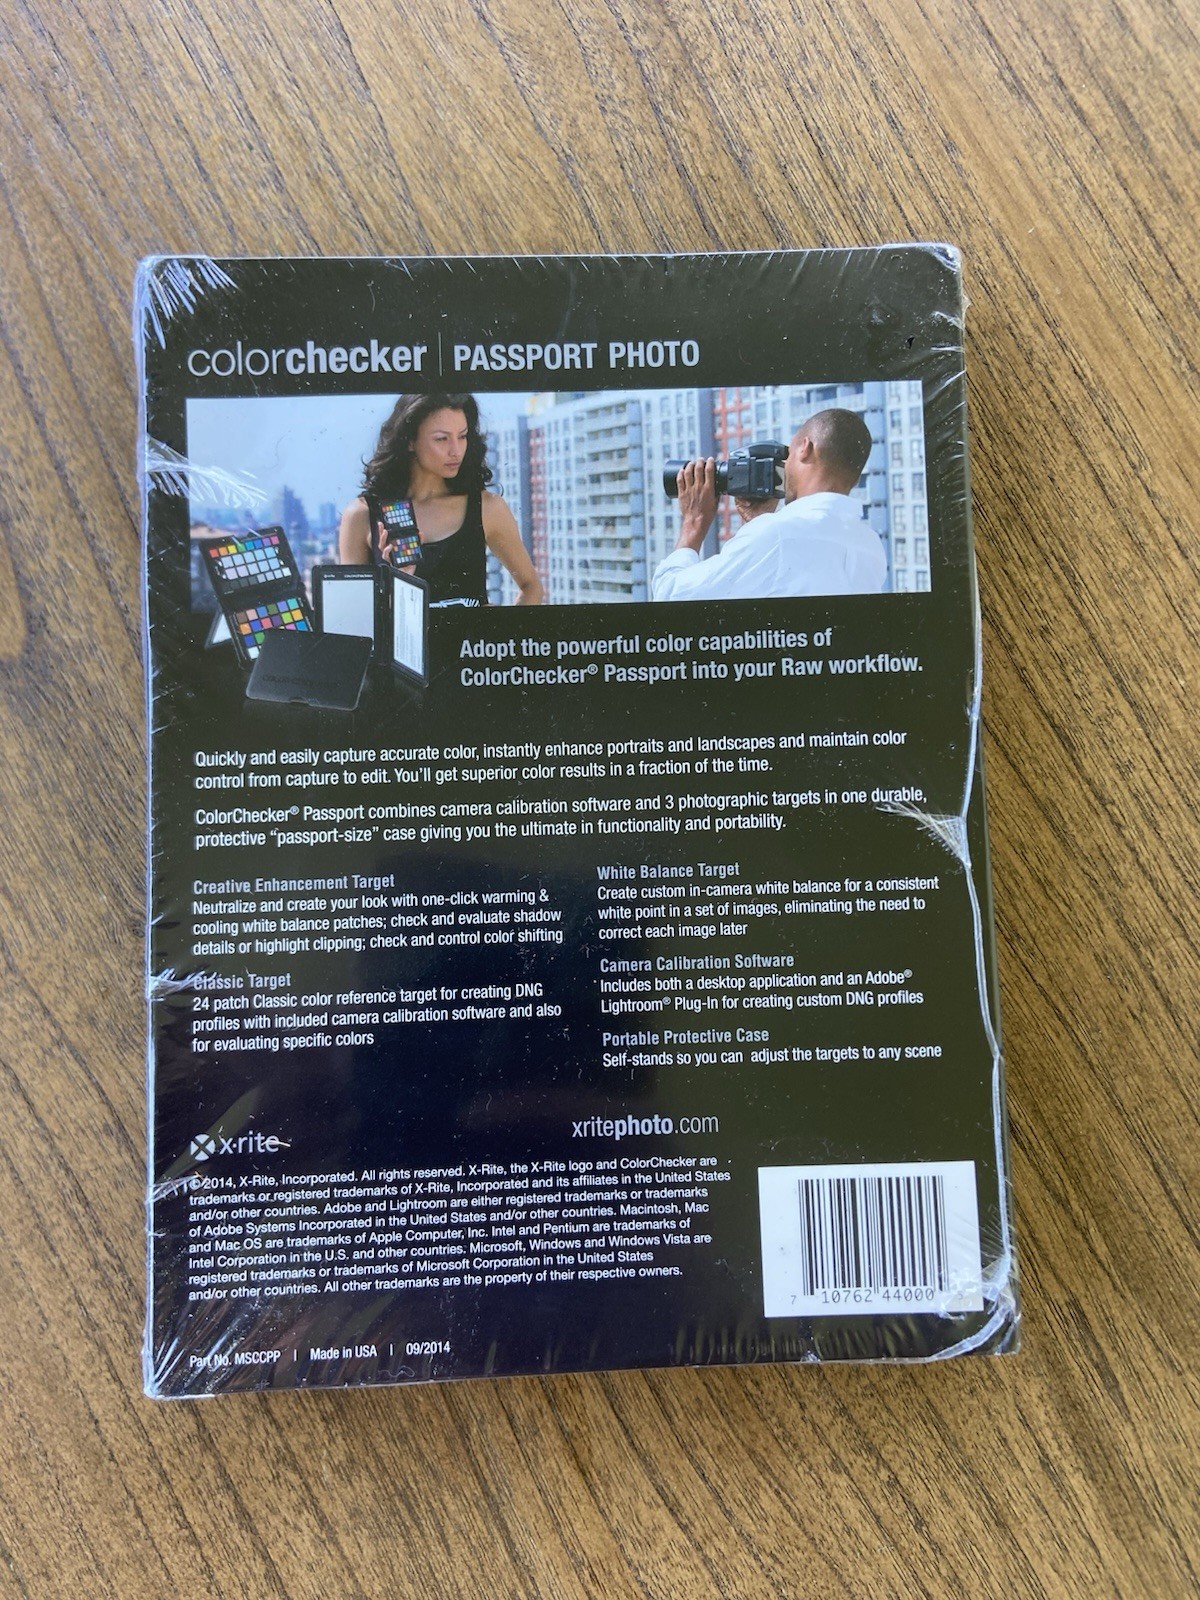 colorchecker | PASSPORT PHOTO
Adopt the powerful color capabilities of
ColorChecker® Passport into your Raw workflow.
Quickly and easily capture accurate color, instantly enhance portraits and landscapes and maintain color
control from capture to edit. You'll get superior color results in a fraction of the time.
ColorChecker® Passport combines camera calibration software and 3 photographic targets in one durable,
protective “passport-size” case giving you the ultimate in functionality and portability.
Creative Enhancement Target
Neutralize and create your look with one-click warming &
cooling white balance patches; check and evaluate shadow
details or highlight clipping; check and control color shifting
Classic Target
24 patch Classic color reference target for creating DNG
profiles with included camera calibration software and also
for evaluating specific colors
White Balance Target
Create custom in-camera white balance for a consistent
white point in a set of images, eliminating the need to
correct each image later
Camera Calibration Software
Includes both a desktop application and an Adobe®
Lightroom® Plug-In for creating custom DNG profiles
Portable Protective Case
Self-stands so you can adjust the targets to any scene
x·rite
xritephoto.com
©2014, X-Rite, Incorporated. All rights reserved. X-Rite, the X-Rite logo and ColorChecker are
trademarks or registered trademarks of X-Rite, Incorporated and its affiliates in the United States
and/or other countries. Adobe and Lightroom are either registered trademarks or trademarks
of Adobe Systems Incorporated in the United States and/or other countries. Macintosh, Mac
and Mac OS are trademarks of Apple Computer, Inc. Intel and Pentium are trademarks of
Intel Corporation in the U.S. and other countries. Microsoft, Windows and Windows Vista are
registered trademarks or trademarks of Microsoft Corporation in the United States
and/or other countries. All other trademarks are the property of their respective owners.
7 10762 44000
Part No. MSCCPP | Made in USA | 09/2014